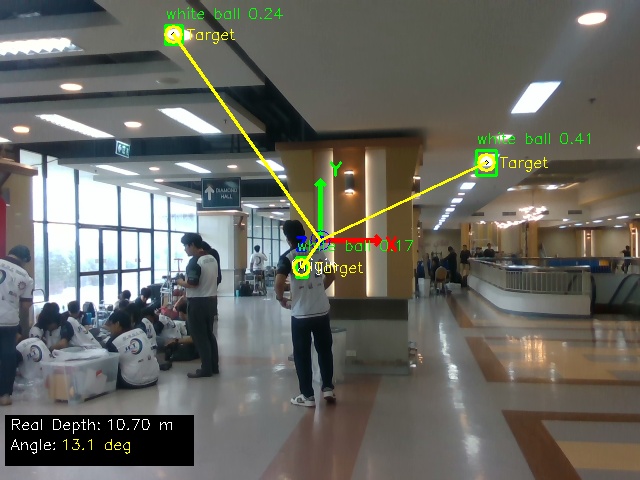 white ball 0.24
Target
white ball 0.41
Target
Y
DIAMOND
HALL
X
white ball 0.17
Target
Real Depth: 10.70 m
Angle: 13.1 deg